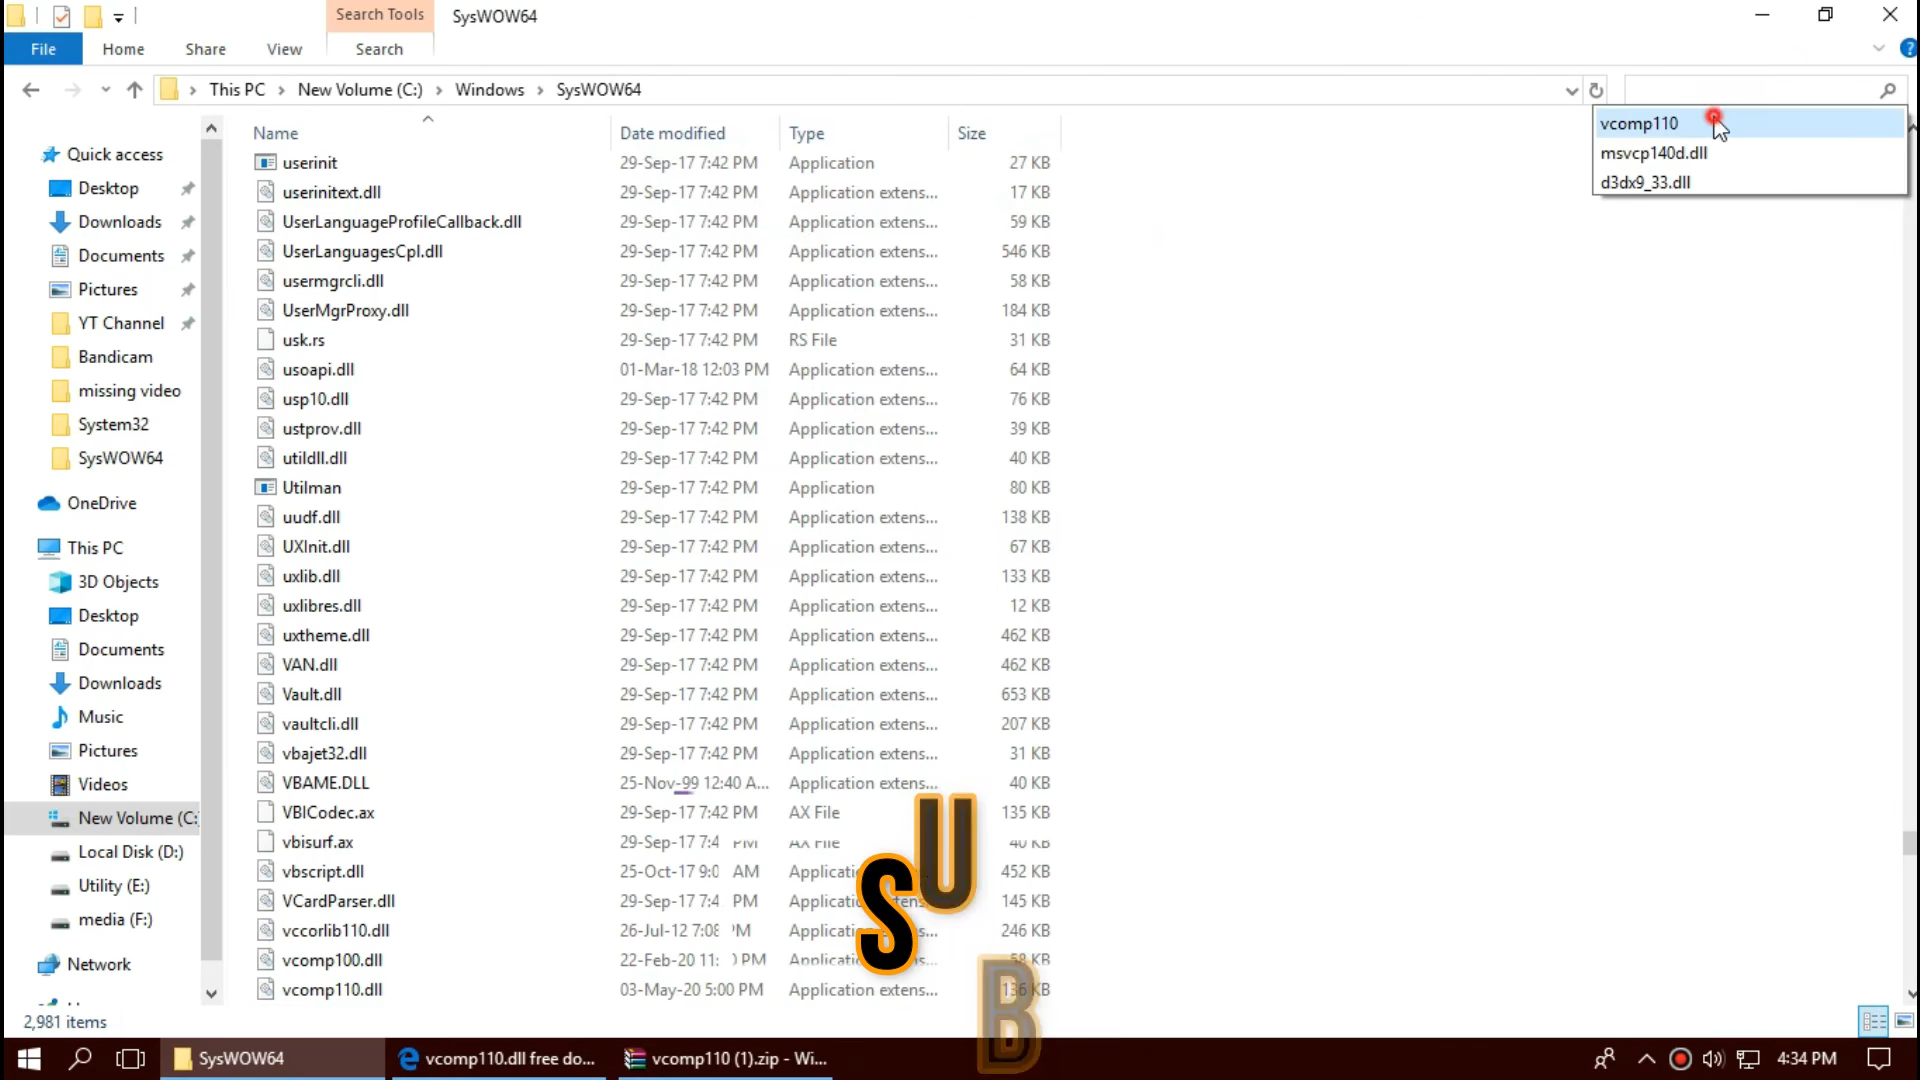 Search Tools SysWOW64
File Home Share View Search
This PC New Volume (C:) Windows SysWOW64
vcomp110
msvcp140d.dll
d3dx9_33.dll
Quick access
Desktop
Downloads
Documents
Pictures
YT Channel
Bandicam
missing video
System32
SysWOW64
OneDrive
This PC
3D Objects
Desktop
Documents
Downloads
Music
Pictures
Videos
New Volume (C:
Local Disk (D:)
Utility (E:)
media (F:)
Network
Name Date modified Type Size
userinit 29-Sep-17 7:42 PM Application 27 KB
userinitext.dll 29-Sep-17 7:42 PM Application extens... 17 KB
UserLanguageProfileCallback.dll 29-Sep-17 7:42 PM Application extens... 59 KB
UserLanguagesCpl.dll 29-Sep-17 7:42 PM Application extens... 546 KB
usermgrcli.dll 29-Sep-17 7:42 PM Application extens... 58 KB
UserMgrProxy.dll 29-Sep-17 7:42 PM Application extens... 184 KB
usk.rs 29-Sep-17 7:42 PM RS File 31 KB
usoapi.dll 01-Mar-18 12:03 PM Application extens... 64 KB
usp10.dll 29-Sep-17 7:42 PM Application extens... 76 KB
ustprov.dll 29-Sep-17 7:42 PM Application extens... 39 KB
utildll.dll 29-Sep-17 7:42 PM Application extens... 40 KB
Utilman 29-Sep-17 7:42 PM Application 80 KB
uudf.dll 29-Sep-17 7:42 PM Application extens... 138 KB
UXInit.dll 29-Sep-17 7:42 PM Application extens... 67 KB
uxlib.dll 29-Sep-17 7:42 PM Application extens... 133 KB
uxlibres.dll 29-Sep-17 7:42 PM Application extens... 12 KB
uxtheme.dll 29-Sep-17 7:42 PM Application extens... 462 KB
VAN.dll 29-Sep-17 7:42 PM Application extens... 462 KB
Vault.dll 29-Sep-17 7:42 PM Application extens... 653 KB
vaultcli.dll 29-Sep-17 7:42 PM Application extens... 207 KB
vbajet32.dll 29-Sep-17 7:42 PM Application extens... 31 KB
VBAME.DLL 25-Nov-99 12:40 A... Application extens... 40 KB
VBICodec.ax 29-Sep-17 7:42 PM AX File 135 KB
vbisurf.ax 29-Sep-17 7:4 PM AX File 40 KB
vbscript.dll 25-Oct-17 9:0 AM 452 KB
VCardParser.dll 29-Sep-17 7:4 PM 145 KB
vccorlib110.dll 26-Jul-12 7:08 PM 246 KB
vcomp100.dll 22-Feb-20 11: PM 58 KB
vcomp110.dll 03-May-20 5:00 PM Application extens... 136 KB
SUB
2,981 items
SysWOW64 vcomp110.dll free do... vcomp110 (1).zip - Wi... 4:34 PM